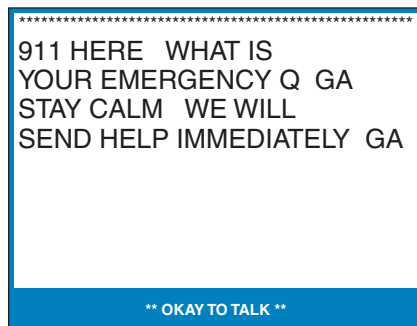 *****************************************************
911 HERE   WHAT IS
YOUR EMERGENCY Q   GA
STAY CALM   WE WILL
SEND HELP IMMEDIATELY   GA
** OKAY TO TALK **